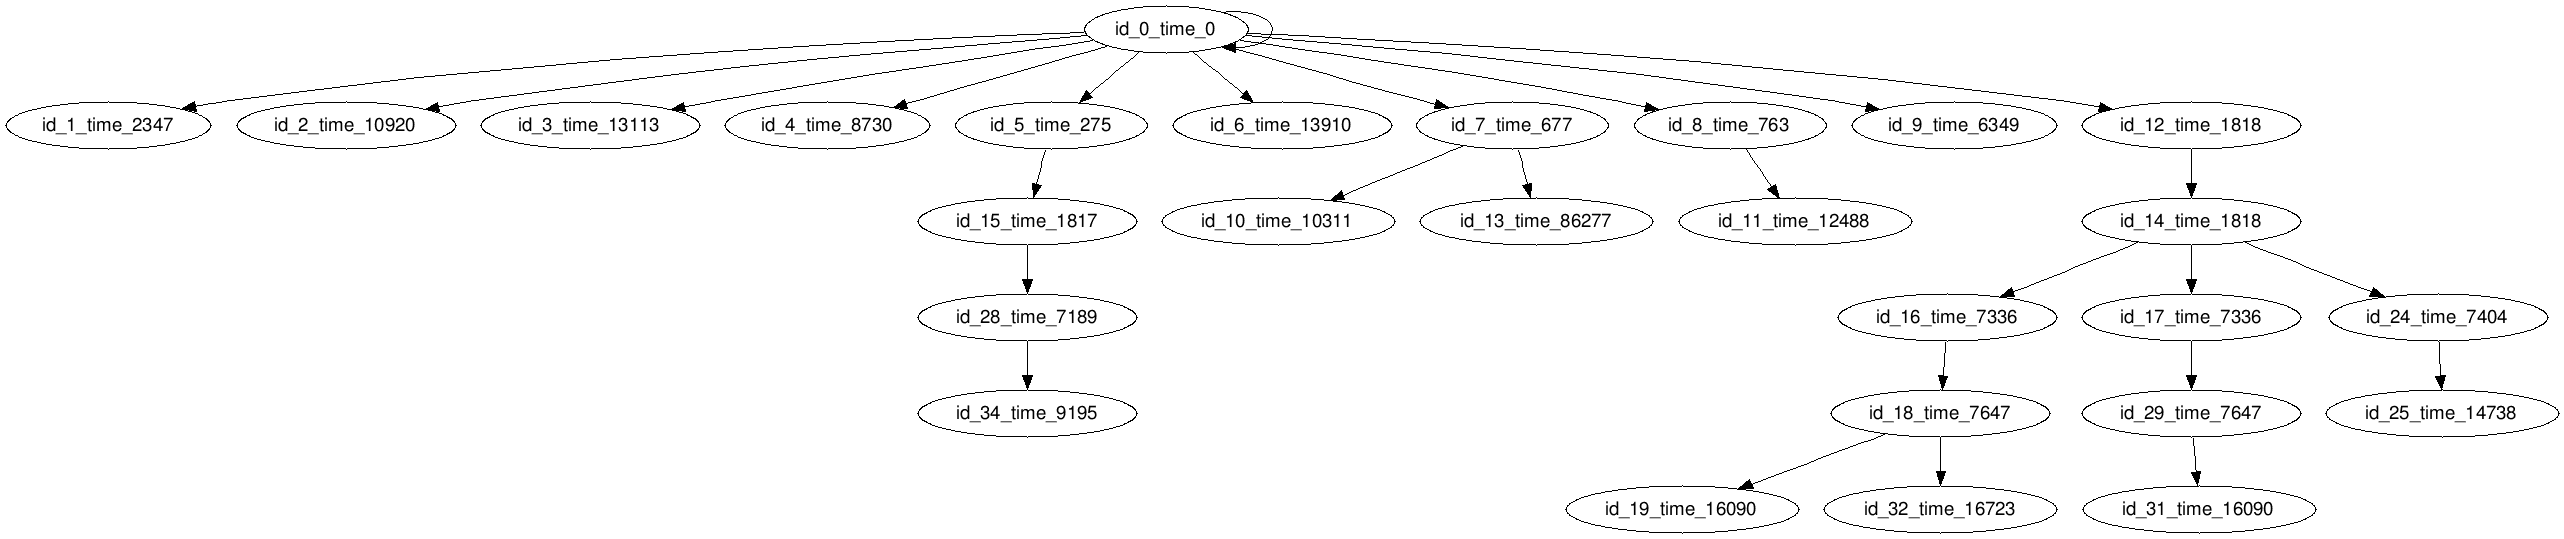 id_0_time_0
id_1_time_2347
id_2_time_10920
id_3_time_13113
id_4_time_8730
id_5_time_275
id_6_time_13910
id_7_time_677
id_8_time_763
id_9_time_6349
id_12_time_1818
id_15_time_1817
id_10_time_10311
id_13_time_86277
id_11_time_12488
id_14_time_1818
id_28_time_7189
id_16_time_7336
id_17_time_7336
id_24_time_7404
id_34_time_9195
id_18_time_7647
id_29_time_7647
id_25_time_14738
id_19_time_16090
id_32_time_16723
id_31_time_16090